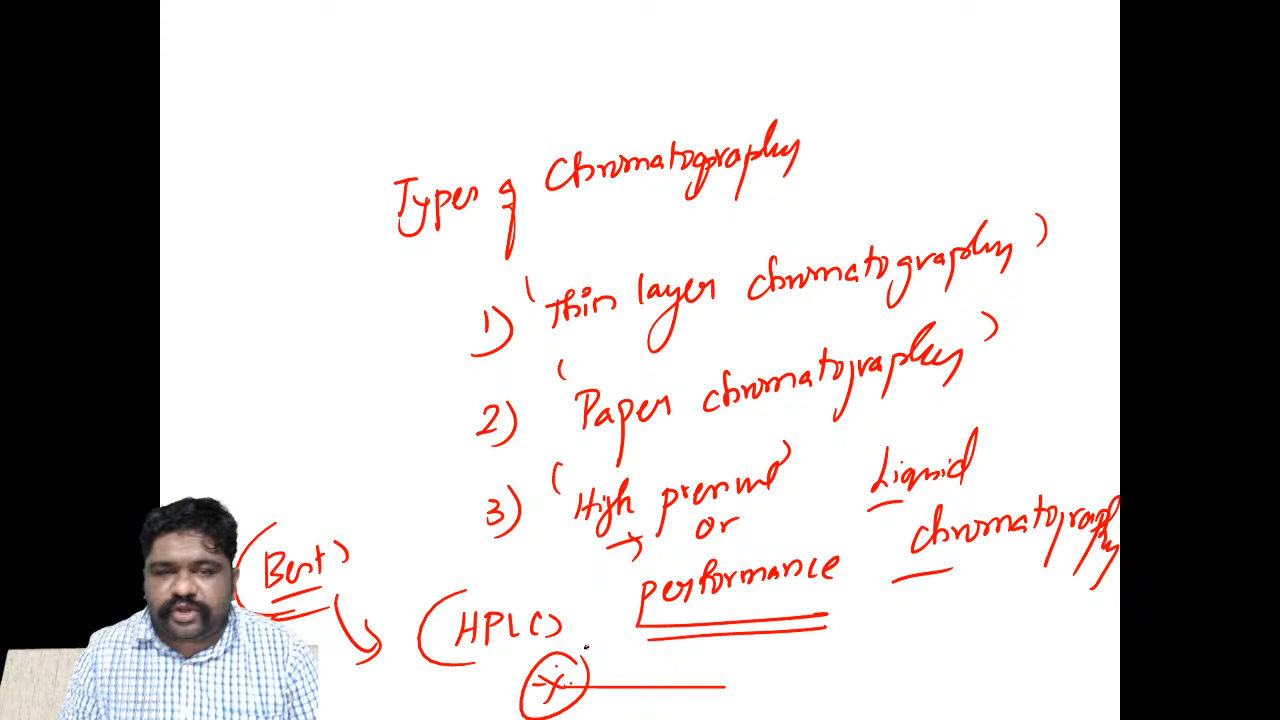 Types of Chromatography
1) (Thin layer chromatography)
2) (Paper chromatography)
3) (High pressure) Liquid
or chromatography
performance
(Best)
(HPLC)